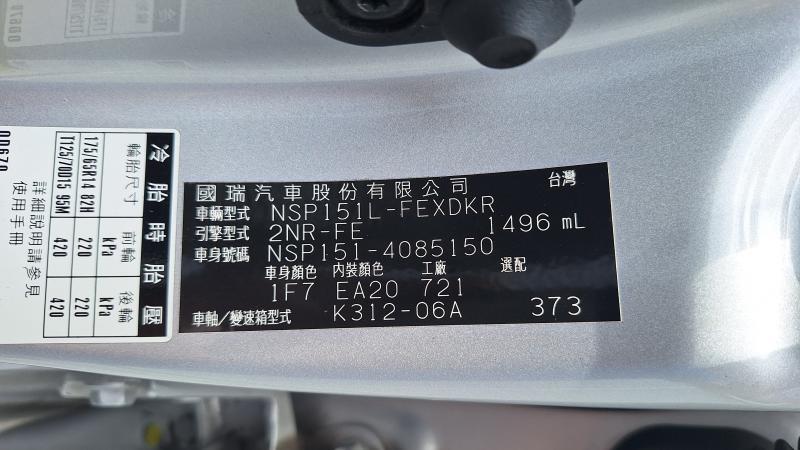 國瑞汽車股份有限公司 台灣
車輛型式 NSP151L-FEXDKR
引擎型式 2NR-FE 1496 mL
車身號碼 NSP151-4085150
車身顏色 內裝顏色 工廠 選配
1F7 EA20 721
車軸/變速箱型式 K312-06A 373
冷胎時胎壓
輪胎尺寸 前輪 後輪
kPa kPa
175/65R14 82H 220 220
T125/70D15 95M 420 420
詳細說明請參見
使用手冊